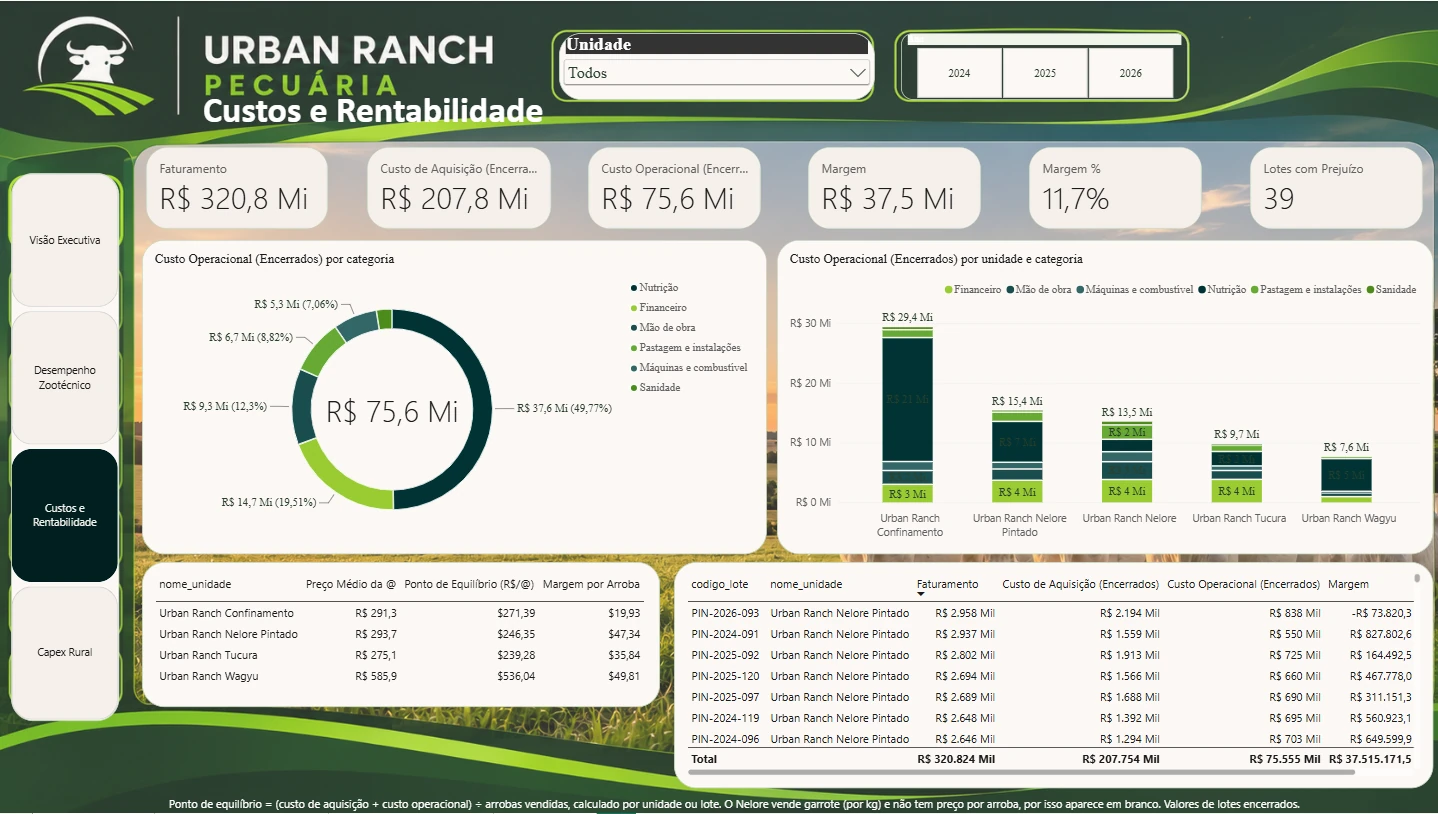 URBAN RANCH
PECUÁRIA
Custos e Rentabilidade
Unidade
Todos
2024 2025 2026
Visão Executiva
Desempenho
Zootécnico
Custos e
Rentabilidade
Capex Rural
Faturamento
R$ 320,8 Mi
Custo de Aquisição (Encerra...
R$ 207,8 Mi
Custo Operacional (Encerr...
R$ 75,6 Mi
Margem
R$ 37,5 Mi
Margem %
11,7%
Lotes com Prejuízo
39
Custo Operacional (Encerrados) por categoria
R$ 5,3 Mi (7,06%)
R$ 6,7 Mi (8,82%)
R$ 9,3 Mi (12,3%)
R$ 14,7 Mi (19,51%)
R$ 37,6 Mi (49,77%)
R$ 75,6 Mi
Nutrição
Financeiro
Mão de obra
Pastagem e instalações
Máquinas e combustível
Sanidade
Custo Operacional (Encerrados) por unidade e categoria
Financeiro Mão de obra Máquinas e combustível Nutrição Pastagem e instalações Sanidade
R$ 30 Mi
R$ 20 Mi
R$ 10 Mi
R$ 0 Mi
R$ 29,4 Mi
R$ 21 Mi
R$ 3 Mi
R$ 15,4 Mi
R$ 7 Mi
R$ 4 Mi
R$ 13,5 Mi
R$ 2 Mi
R$ 4 Mi
R$ 9,7 Mi
R$ 4 Mi
R$ 7,6 Mi
R$ 5 Mi
Urban Ranch
Confinamento
Urban Ranch Nelore
Pintado
Urban Ranch Nelore
Urban Ranch Tucura
Urban Ranch Wagyu
nome_unidade Preço Médio da @ Ponto de Equilíbrio (R$/@) Margem por Arroba
Urban Ranch Confinamento R$ 291,3 $271,39 $19,93
Urban Ranch Nelore Pintado R$ 293,7 $246,35 $47,34
Urban Ranch Tucura R$ 275,1 $239,28 $35,84
Urban Ranch Wagyu R$ 585,9 $536,04 $49,81
codigo_lote nome_unidade Faturamento Custo de Aquisição (Encerrados) Custo Operacional (Encerrados) Margem
PIN-2026-093 Urban Ranch Nelore Pintado R$ 2.958 Mil R$ 2.194 Mil R$ 838 Mil -R$ 73.820,3
PIN-2024-091 Urban Ranch Nelore Pintado R$ 2.937 Mil R$ 1.559 Mil R$ 550 Mil R$ 827.802,6
PIN-2025-092 Urban Ranch Nelore Pintado R$ 2.802 Mil R$ 1.913 Mil R$ 725 Mil R$ 164.492,5
PIN-2025-120 Urban Ranch Nelore Pintado R$ 2.694 Mil R$ 1.566 Mil R$ 660 Mil R$ 467.778,0
PIN-2025-097 Urban Ranch Nelore Pintado R$ 2.689 Mil R$ 1.688 Mil R$ 690 Mil R$ 311.151,3
PIN-2024-119 Urban Ranch Nelore Pintado R$ 2.648 Mil R$ 1.392 Mil R$ 695 Mil R$ 560.923,1
PIN-2024-096 Urban Ranch Nelore Pintado R$ 2.646 Mil R$ 1.294 Mil R$ 703 Mil R$ 649.599,9
Total R$ 320.824 Mil R$ 207.754 Mil R$ 75.555 Mil R$ 37.515.171,5
Ponto de equilíbrio = (custo de aquisição + custo operacional) ÷ arrobas vendidas, calculado por unidade ou lote. O Nelore vende garrote (por kg) e não tem preço por arroba, por isso aparece em branco. Valores de lotes encerrados.